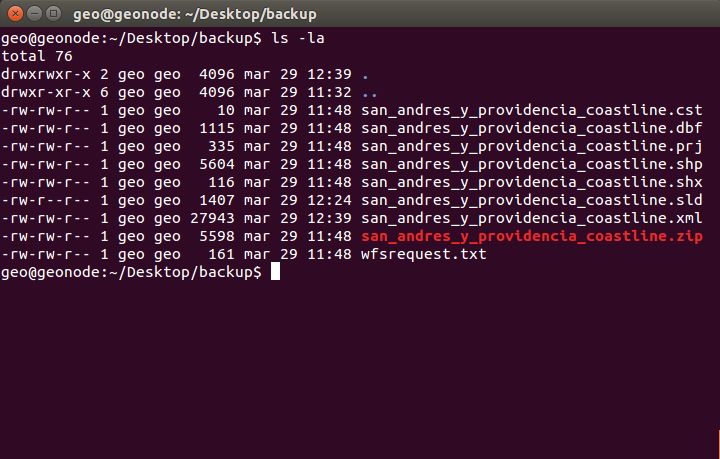 geo@geonode: ~/Desktop/backup
geo@geonode:~/Desktop/backup$ ls -la
total 76
drwxrwxr-x 2 geo geo  4096 mar 29 12:39 .
drwxr-xr-x 6 geo geo  4096 mar 29 11:32 ..
-rw-rw-r-- 1 geo geo    10 mar 29 11:48 san_andres_y_providencia_coastline.cst
-rw-rw-r-- 1 geo geo  1115 mar 29 11:48 san_andres_y_providencia_coastline.dbf
-rw-rw-r-- 1 geo geo   335 mar 29 11:48 san_andres_y_providencia_coastline.prj
-rw-rw-r-- 1 geo geo  5604 mar 29 11:48 san_andres_y_providencia_coastline.shp
-rw-rw-r-- 1 geo geo   116 mar 29 11:48 san_andres_y_providencia_coastline.shx
-rw-r--r-- 1 geo geo  1407 mar 29 12:24 san_andres_y_providencia_coastline.sld
-rw-rw-r-- 1 geo geo 27943 mar 29 12:39 san_andres_y_providencia_coastline.xml
-rw-rw-r-- 1 geo geo  5598 mar 29 11:48 san_andres_y_providencia_coastline.zip
-rw-rw-r-- 1 geo geo   161 mar 29 11:48 wfsrequest.txt
geo@geonode:~/Desktop/backup$